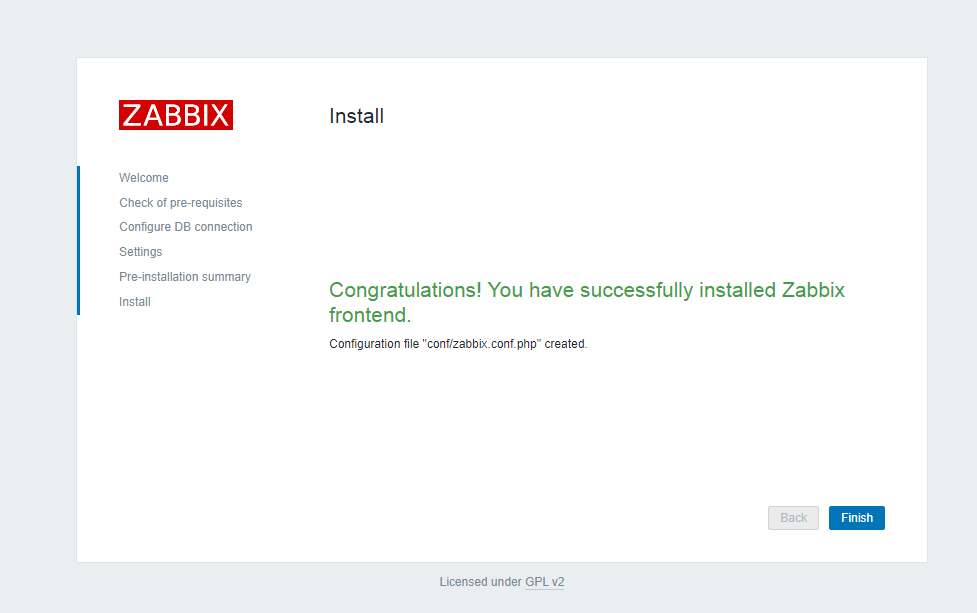 ZABBIX
Install
Welcome
Check of pre-requisites
Configure DB connection
Settings
Pre-installation summary
Install
Congratulations! You have successfully installed Zabbix
frontend.
Configuration file "conf/zabbix.conf.php" created.
Back
Finish
Licensed under GPL v2